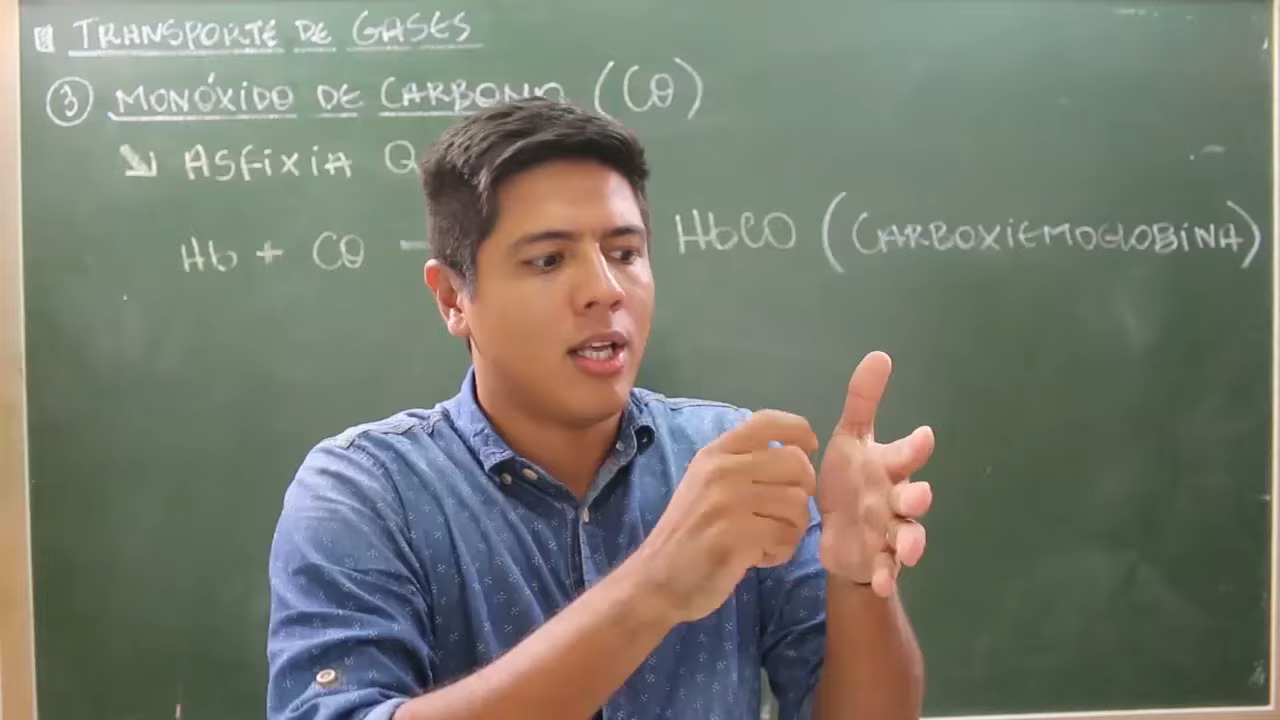 TRANSPORTE DE GASES
③ MONÓXIDO DE CARBONO (CO)
ASFIXIA
Hb + CO HbCO (CARBOXIEMOGLOBINA)